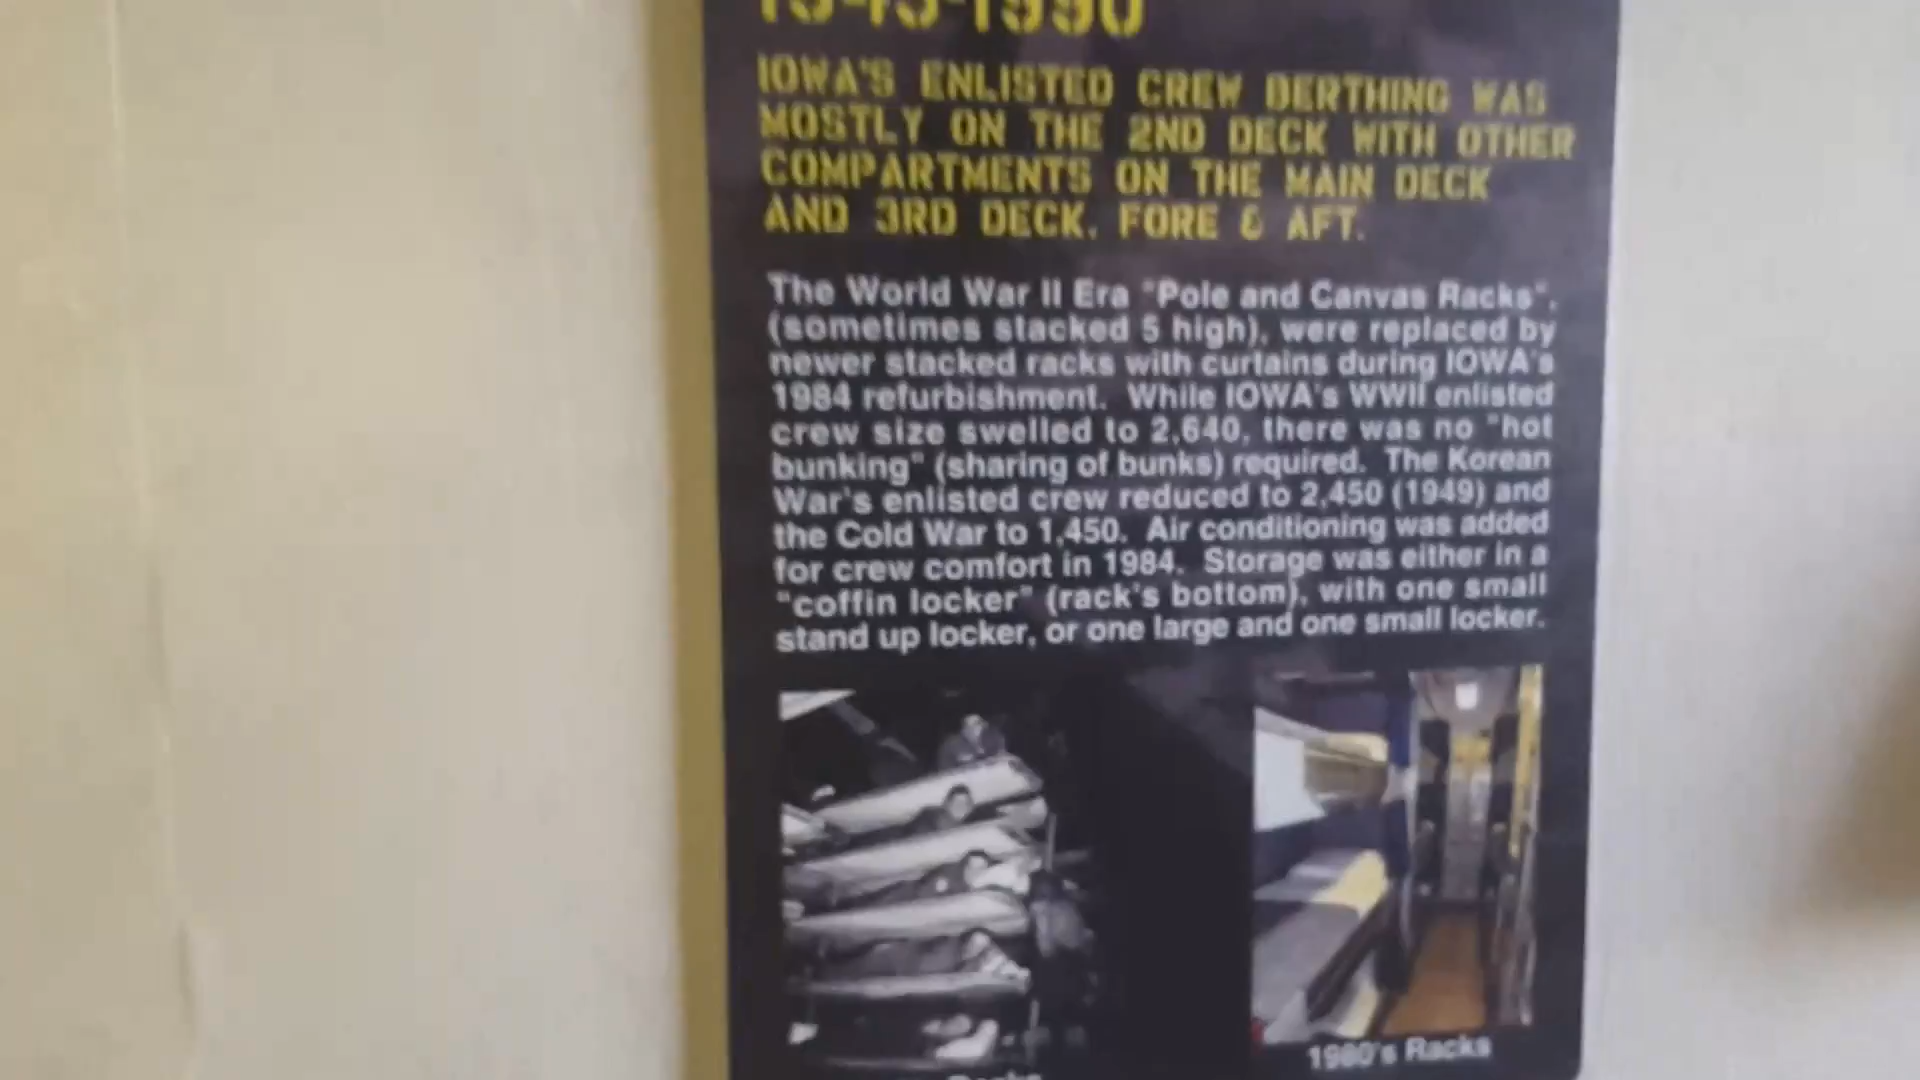 1943-1990
IOWA'S ENLISTED CREW BERTHING WAS
MOSTLY ON THE 2ND DECK WITH OTHER
COMPARTMENTS ON THE MAIN DECK
AND 3RD DECK, FORE & AFT.
The World War II Era "Pole and Canvas Racks",
(sometimes stacked 5 high), were replaced by
newer stacked racks with curtains during IOWA's
1984 refurbishment. While IOWA's WWII enlisted
crew size swelled to 2,640, there was no "hot
bunking" (sharing of bunks) required. The Korean
War's enlisted crew reduced to 2,450 (1949) and
the Cold War to 1,450. Air conditioning was added
for crew comfort in 1984. Storage was either in a
"coffin locker" (rack's bottom), with one small
stand up locker, or one large and one small locker.
Racks
1980's Racks